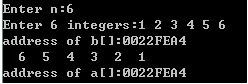 Enter n:6
Enter 6 integers:1 2 3 4 5 6
address of b[]:0022FEA4
6 5 4 3 2 1
address of a[]:0022FEA4